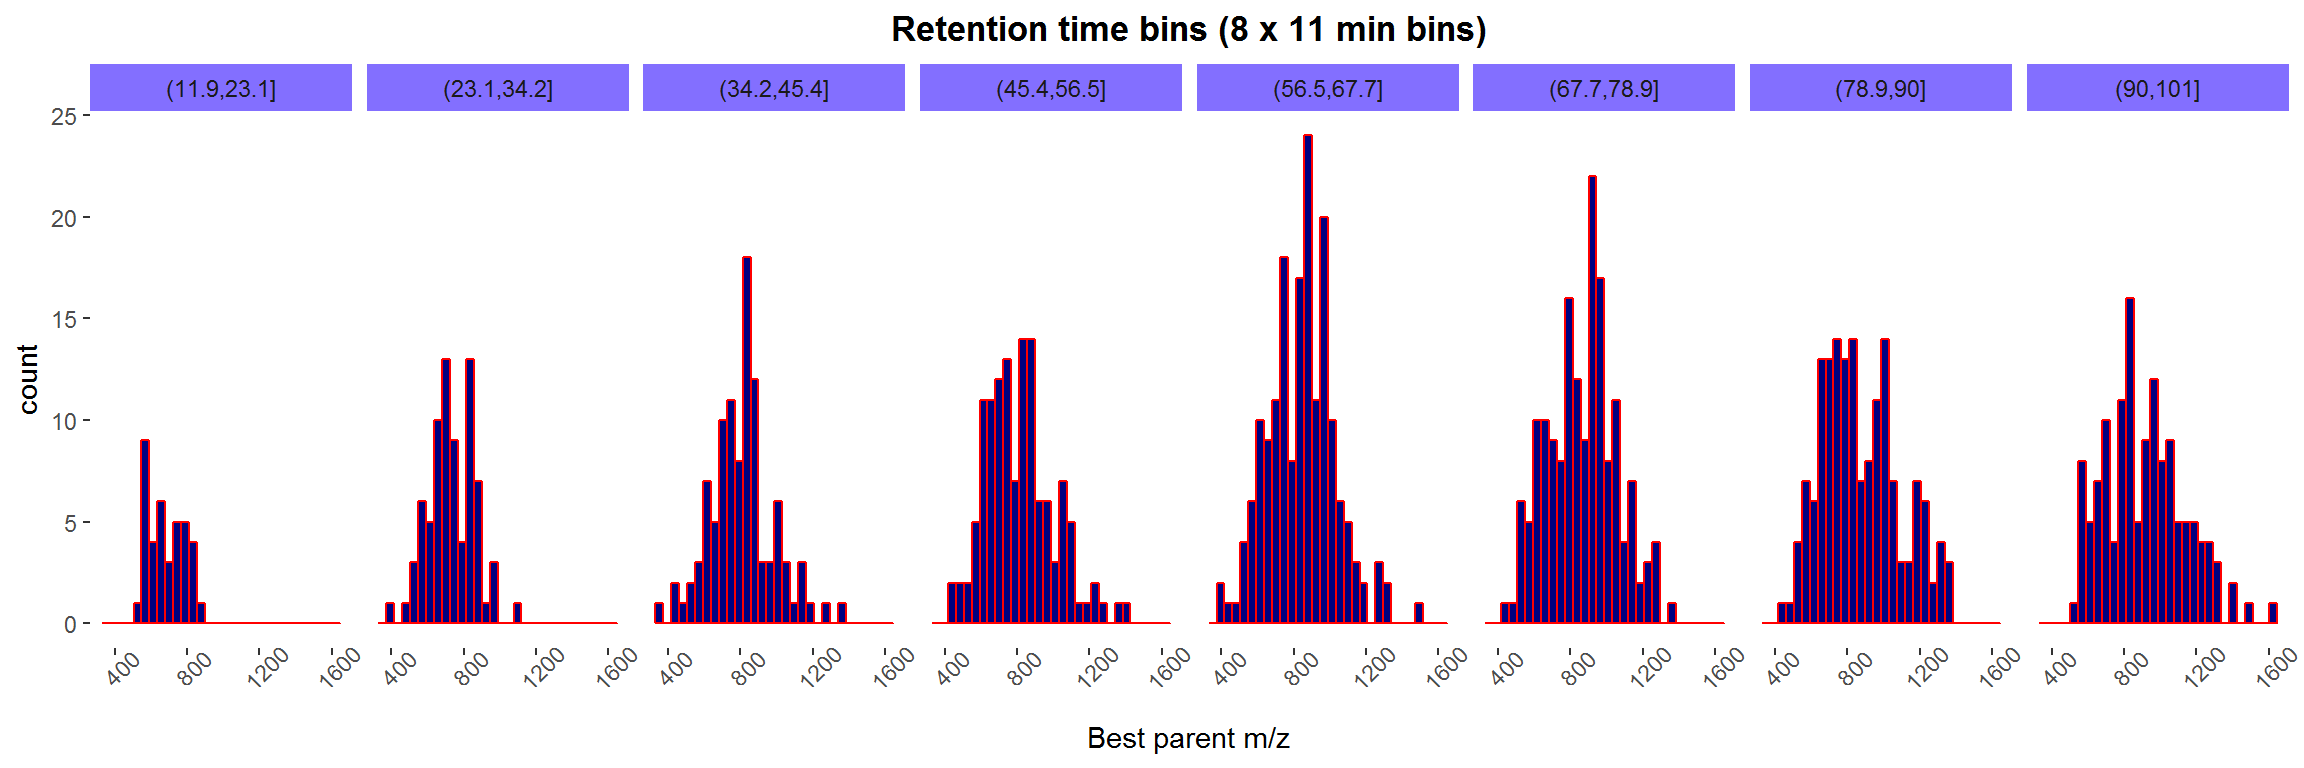 Retention time bins (8 x 11 min bins)
(11.9,23.1] (23.1,34.2] (34.2,45.4] (45.4,56.5] (56.5,67.7] (67.7,78.9] (78.9,90] (90,101]
25
20
15
10
5
0
count
400 800 1200 1600 400 800 1200 1600 400 800 1200 1600 400 800 1200 1600 400 800 1200 1600 400 800 1200 1600 400 800 1200 1600 400 800 1200 1600
Best parent m/z